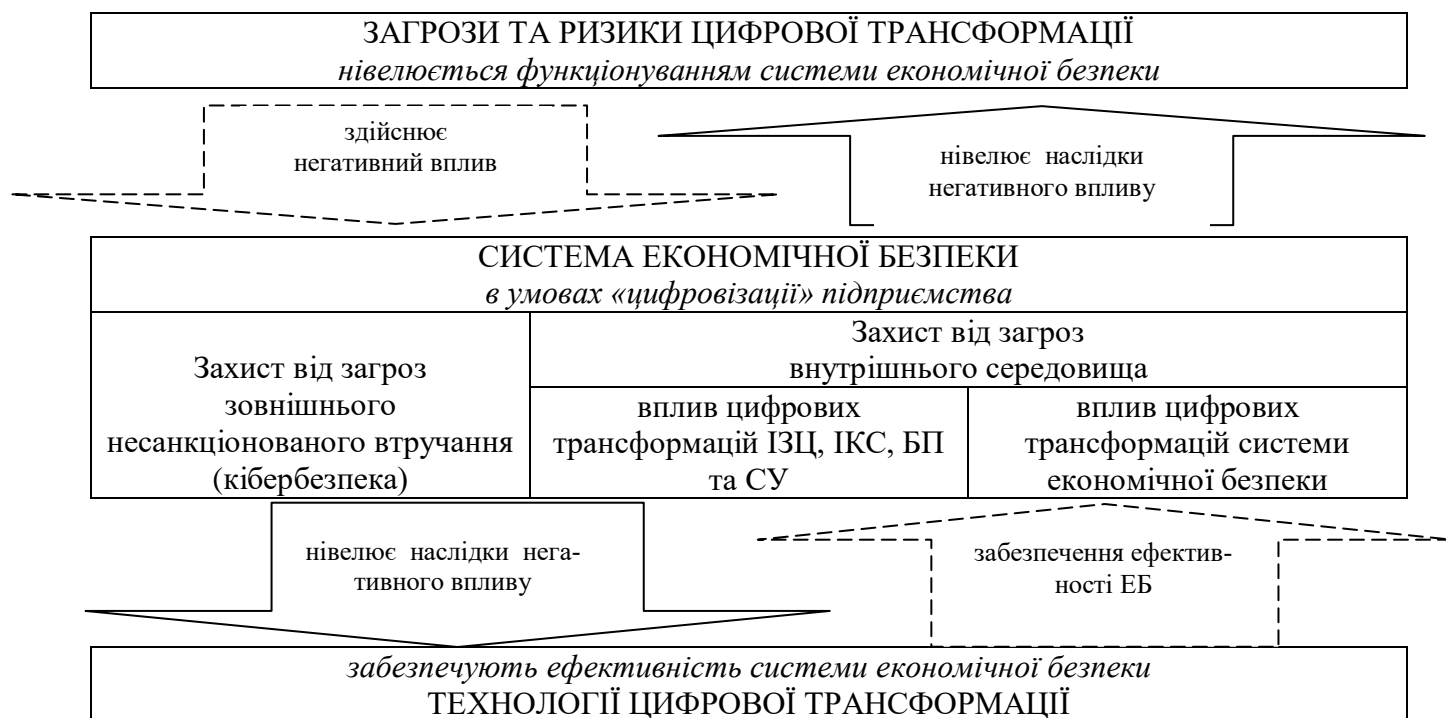 ЗАГРОЗИ ТА РИЗИКИ ЦИФРОВОЇ ТРАНСФОРМАЦІЇ
нівелюється функціонуванням системи економічної безпеки
здійснює
негативний вплив
нівелює наслідки
негативного впливу
СИСТЕМА ЕКОНОМІЧНОЇ БЕЗПЕКИ
в умовах «цифровізації» підприємства
Захист від загроз
зовнішнього
несанкціонованого втручання
(кібербезпека)
Захист від загроз
внутрішнього середовища
вплив цифрових
трансформацій ІЗЦ, ІКС, БП
та СУ
вплив цифрових
трансформацій системи
економічної безпеки
нівелює наслідки нега-
тивного впливу
забезпечення ефектив-
ності ЕБ
забезпечують ефективність системи економічної безпеки
ТЕХНОЛОГІЇ ЦИФРОВОЇ ТРАНСФОРМАЦІЇ